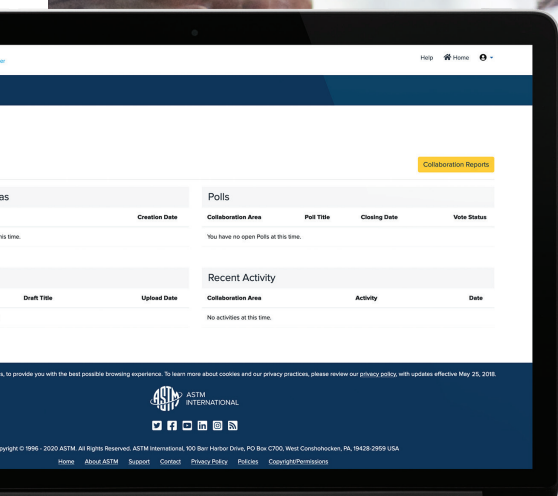 Help Home
Collaboration Reports
as
Polls
Creation Date
Collaboration Area Poll Title Closing Date Vote Status
his time.
You have no open Polls at this time.
Recent Activity
Draft Title Upload Date
Collaboration Area Activity Date
No activities at this time.
s, to provide you with the best possible browsing experience. To learn more about cookies and our privacy practices, please review our privacy policy, with updates effective May 25, 2018.
ASTM
INTERNATIONAL
pyright © 1996 - 2020 ASTM. All Rights Reserved. ASTM International, 100 Barr Harbor Drive, PO Box C700, West Conshohocken, PA, 19428-2959 USA
Home About ASTM Support Contact Privacy Policy Policies Copyright/Permissions